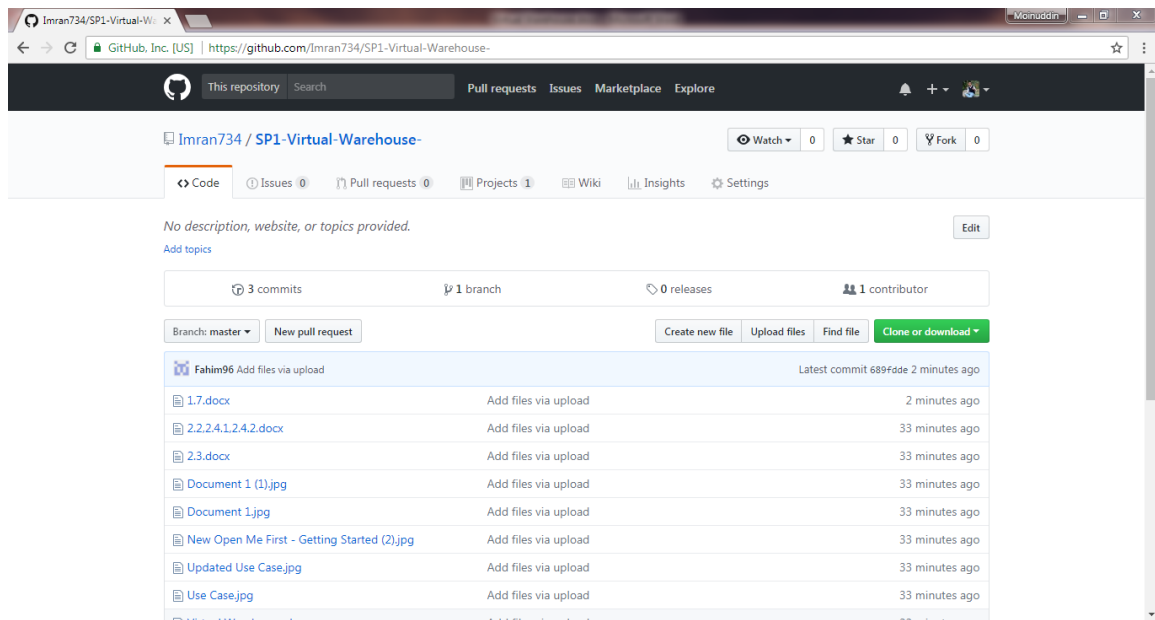 Imran734/SP1-Virtual-Wa
Moinuddin
GitHub, Inc. [US] https://github.com/Imran734/SP1-Virtual-Warehouse-
This repository Search Pull requests Issues Marketplace Explore
Imran734 / SP1-Virtual-Warehouse-
Watch 0 Star 0 Fork 0
Code Issues 0 Pull requests 0 Projects 1 Wiki Insights Settings
No description, website, or topics provided.
Edit
Add topics
3 commits 1 branch 0 releases 1 contributor
Branch: master New pull request Create new file Upload files Find file Clone or download
Fahim96 Add files via upload Latest commit 689fdde 2 minutes ago
1.7.docx Add files via upload 2 minutes ago
2.2,2.4.1,2.4.2.docx Add files via upload 33 minutes ago
2.3.docx Add files via upload 33 minutes ago
Document 1 (1).jpg Add files via upload 33 minutes ago
Document 1.jpg Add files via upload 33 minutes ago
New Open Me First - Getting Started (2).jpg Add files via upload 33 minutes ago
Updated Use Case.jpg Add files via upload 33 minutes ago
Use Case.jpg Add files via upload 33 minutes ago